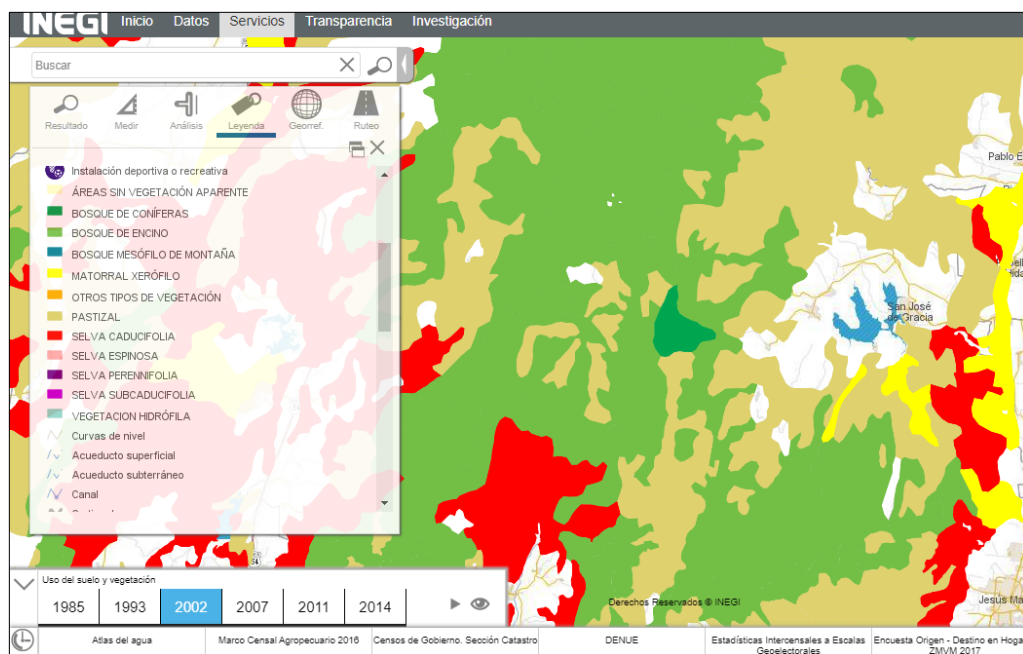 INEGI Inicio Datos Servicios Transparencia Investigación
Buscar
Resultado Medir Análisis Leyenda Georref. Ruteo
Instalación deportiva o recreativa
ÁREAS SIN VEGETACIÓN APARENTE
BOSQUE DE CONÍFERAS
BOSQUE DE ENCINO
BOSQUE MESÓFILO DE MONTAÑA
MATORRAL XERÓFILO
OTROS TIPOS DE VEGETACIÓN
PASTIZAL
SELVA CADUCIFOLIA
SELVA ESPINOSA
SELVA PERENNIFOLIA
SELVA SUBCADUCIFOLIA
VEGETACION HIDRÓFILA
Curvas de nivel
Acueducto superficial
Acueducto subterráneo
Canal
Pablo E
San José
de Gracia
Jesús Ma
54
Uso del suelo y vegetación
1985 1993 2002 2007 2011 2014
Derechos Reservados © INEGI
Atlas del agua
Marco Censal Agropecuario 2016
Censos de Gobierno. Sección Catastro
DENUE
Estadísticas Intercensales a Escalas
Geoelectorales
Encuesta Origen - Destino en Hoga
ZMVM 2017